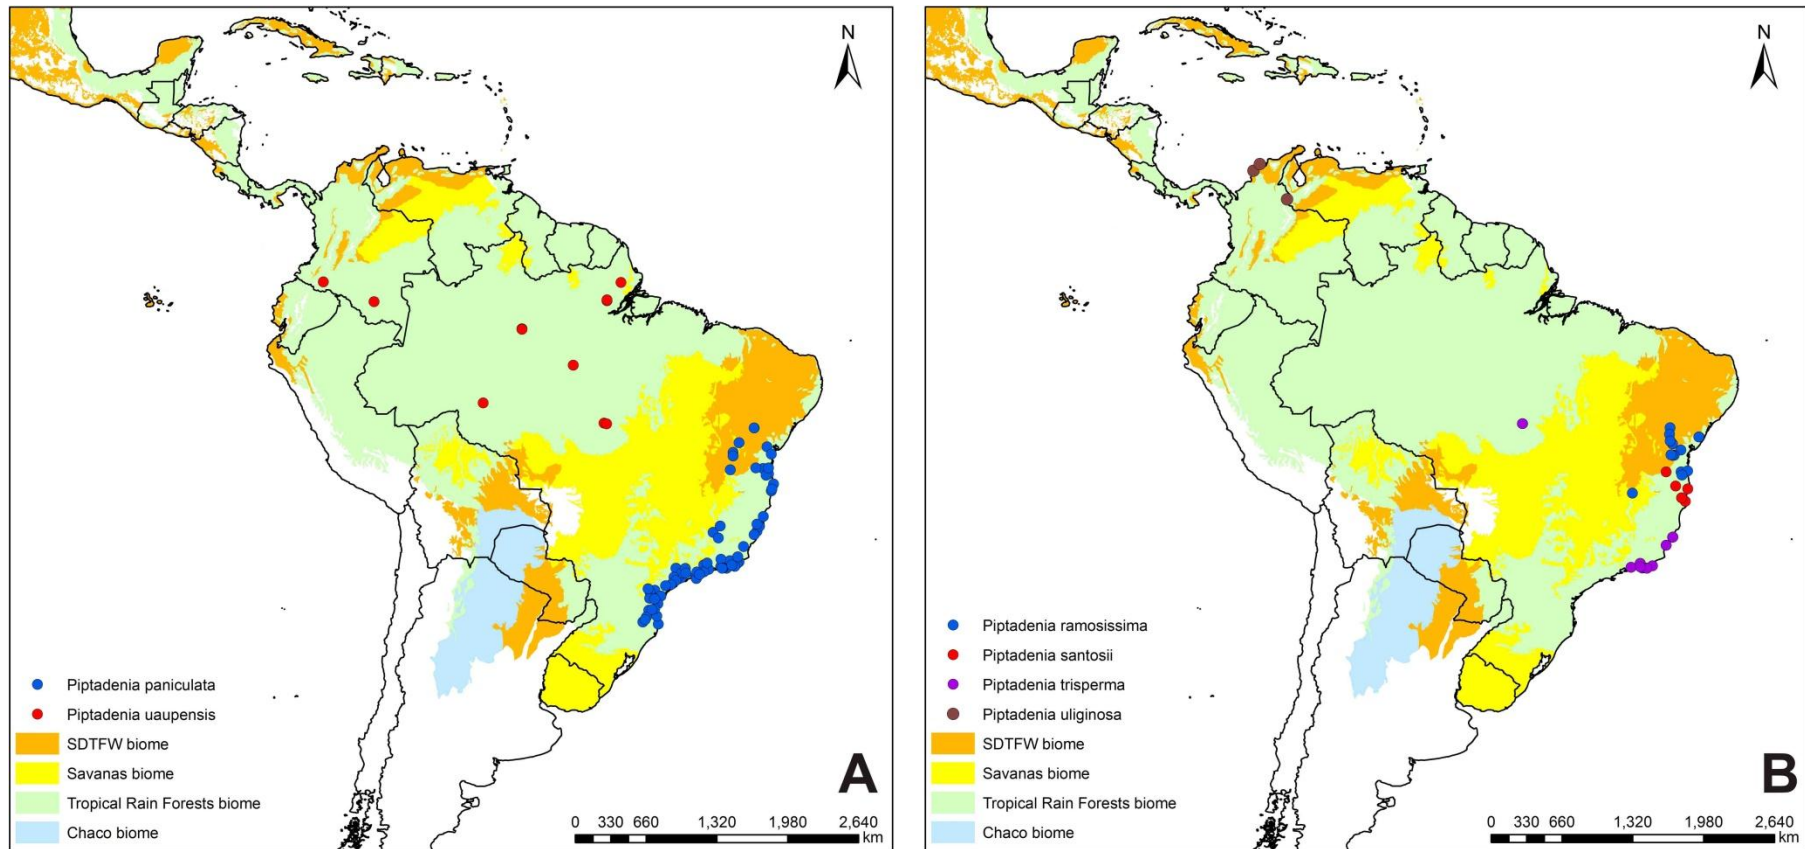 N
Piptadenia paniculata
Piptadenia uaupensis
SDTFW biome
Savanas biome
Tropical Rain Forests biome
Chaco biome
A
0 330 660 1,320 1,980 2,640
km
N
Piptadenia ramosissima
Piptadenia santosii
Piptadenia trisperma
Piptadenia uliginosa
SDTFW biome
Savanas biome
Tropical Rain Forests biome
Chaco biome
B
0 330 660 1,320 1,980 2,640
km